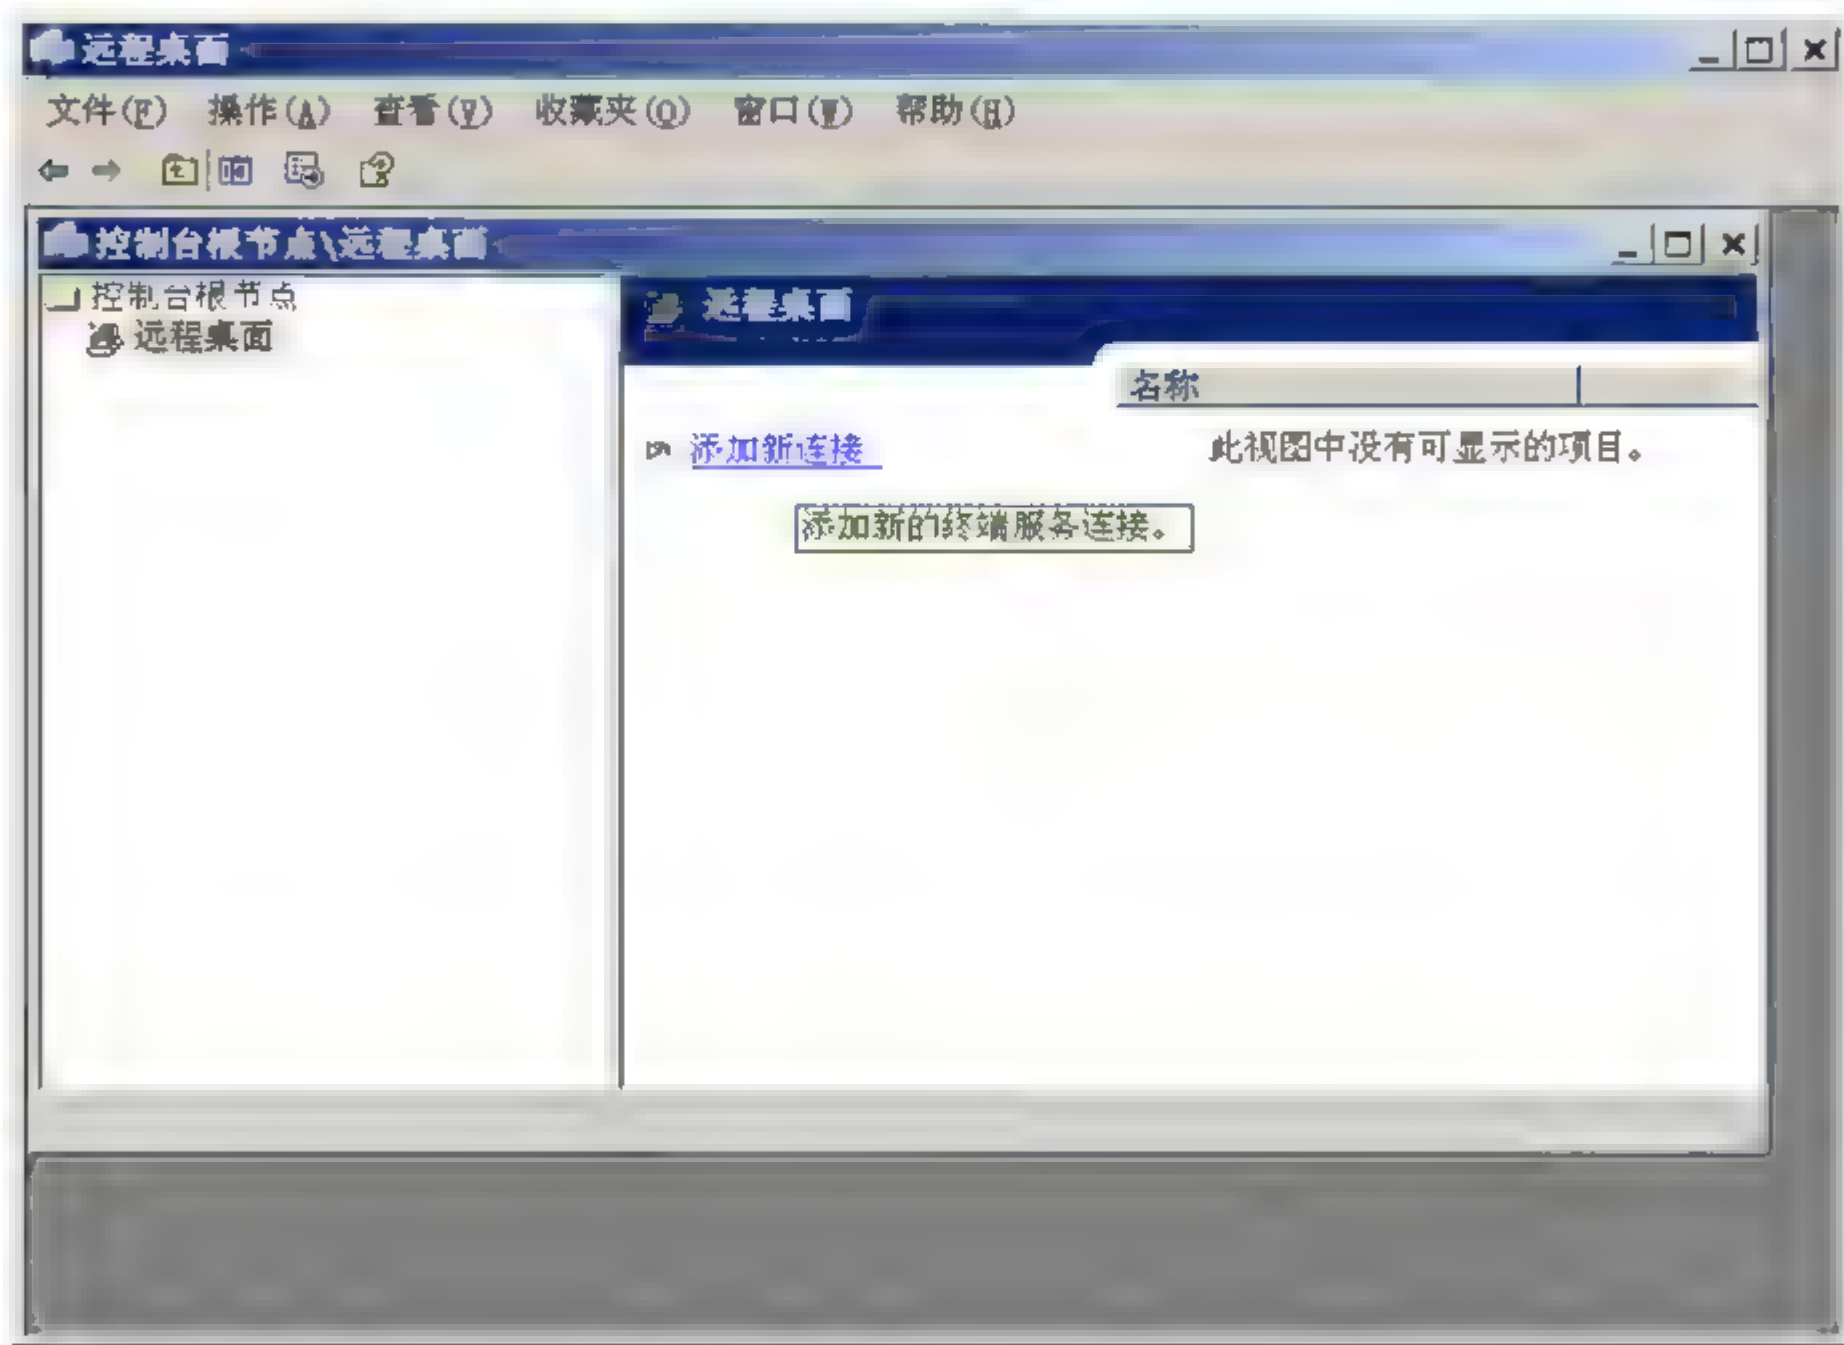 远程桌面
文件(F) 操作(A) 查看(V) 收藏夹(O) 窗口(W) 帮助(H)
控制台根节点\远程桌面
控制台根节点
远程桌面
远程桌面
名称
添加新连接
此视图中没有可显示的项目。
添加新的终端服务连接。